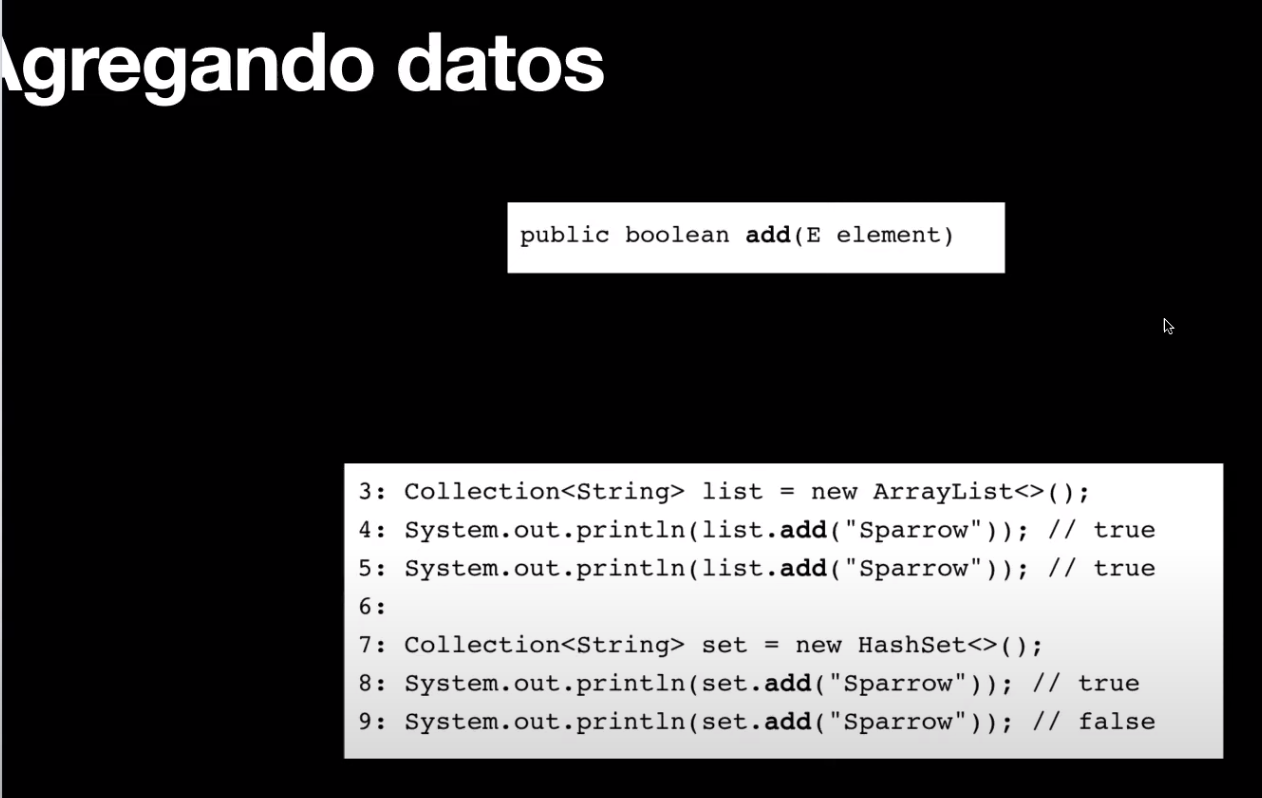 Agregando datos
public boolean add(E element)
3: Collection<String> list = new ArrayList<>();
4: System.out.println(list.add("Sparrow")); // true
5: System.out.println(list.add("Sparrow")); // true
6:
7: Collection<String> set = new HashSet<>();
8: System.out.println(set.add("Sparrow")); // true
9: System.out.println(set.add("Sparrow")); // false